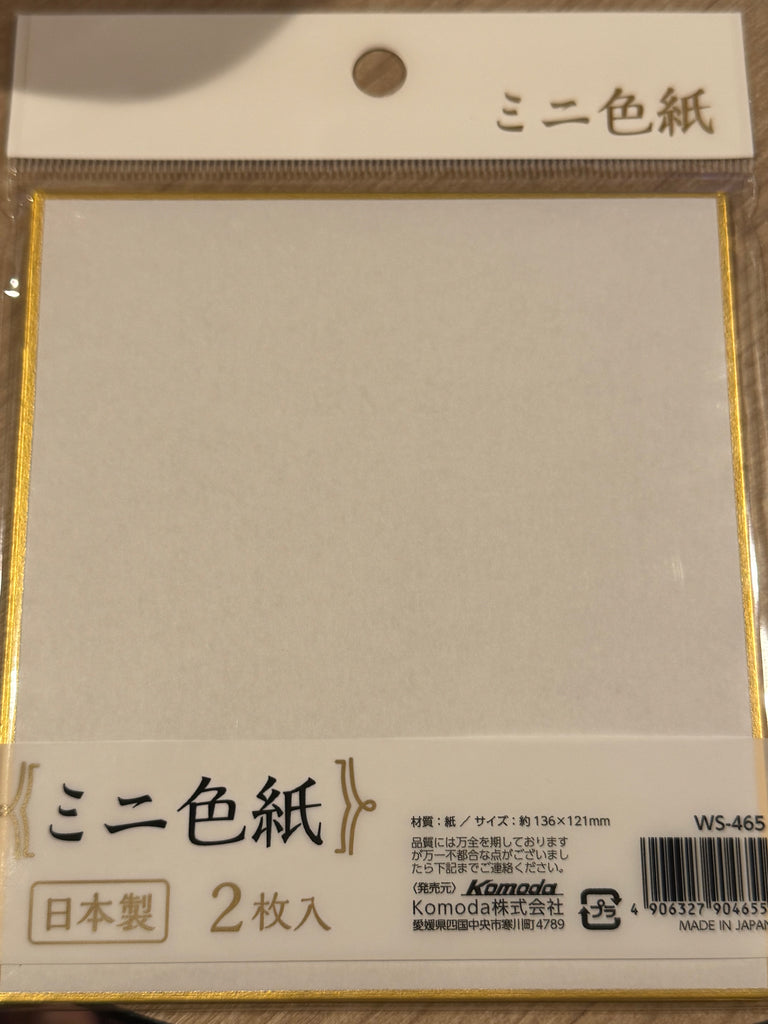 ミニ色紙
ミニ色紙
日本製 2枚入
材質：紙 ／ サイズ：約 136×121mm
品質には万全を期しております
が万一不都合な点がございまし
たら下記までご連絡ください。
〈発売元〉 Komoda
Komoda株式会社
愛媛県四国中央市寒川町4789
プラ
WS-465
4 906327 904655
MADE IN JAPAN